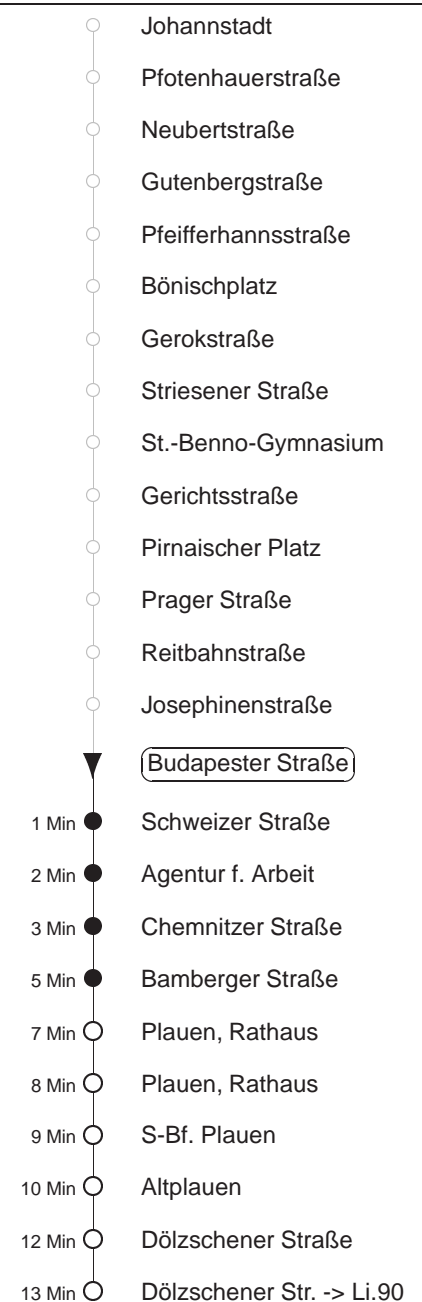 Johannstadt
Pfotenhauerstraße
Neubertstraße
Gutenbergstraße
Pfeifferhannsstraße
Bönischplatz
Gerokstraße
Striesener Straße
St.-Benno-Gymnasium
Gerichtsstraße
Pirnaischer Platz
Prager Straße
Reitbahnstraße
Josephinenstraße
Budapester Straße
1 Min Schweizer Straße
2 Min Agentur f. Arbeit
3 Min Chemnitzer Straße
5 Min Bamberger Straße
7 Min Plauen, Rathaus
8 Min Plauen, Rathaus
9 Min S-Bf. Plauen
10 Min Altplauen
12 Min Dölzschener Straße
13 Min Dölzschener Str. -> Li.90